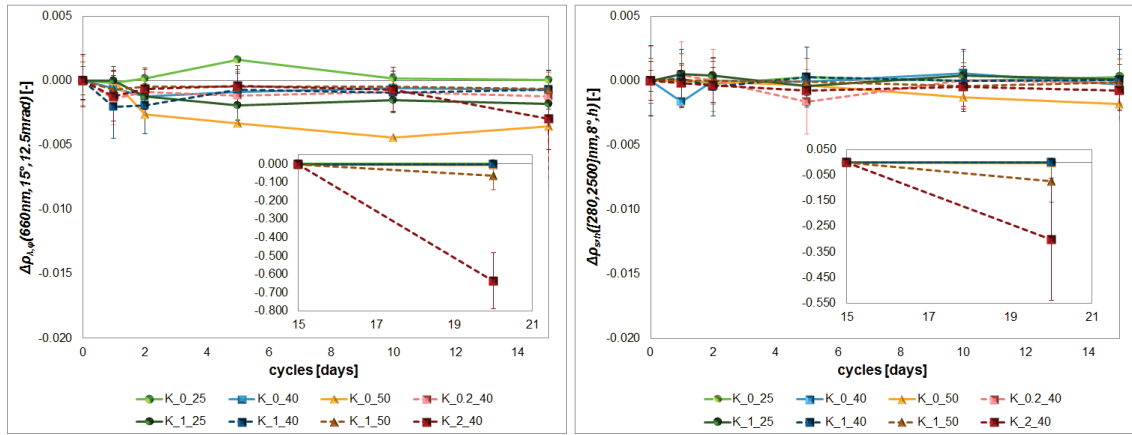 0.005
0.000
-0.005
-0.010
-0.015
-0.020
Δρλ,φ(660nm,15°,12.5mrad) [-]
0 2 4 6 8 10 12 14
cycles [days]
0.000
-0.100
-0.200
-0.300
-0.400
-0.500
-0.600
-0.700
-0.800
15 17 19 21
K_0_25 K_0_40 K_0_50 K_0.2_40
K_1_25 K_1_40 K_1_50 K_2_40
0.005
0.000
-0.005
-0.010
-0.015
-0.020
Δρs,h([280,2500]nm,8°,h) [-]
0 2 4 6 8 10 12 14
cycles [days]
0.050
-0.050
-0.150
-0.250
-0.350
-0.450
-0.550
15 17 19 21
K_0_25 K_0_40 K_0_50 K_0.2_40
K_1_25 K_1_40 K_1_50 K_2_40